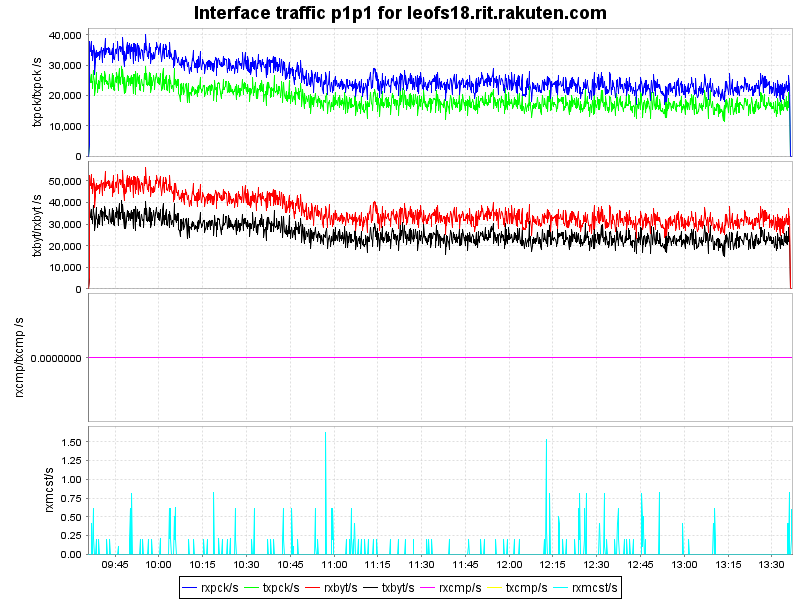 Interface traffic p1p1 for leofs18.rit.rakuten.com
40,000
30,000
20,000
10,000
0
txpck/txpck /s
50,000
40,000
30,000
20,000
10,000
0
txbyt/rxbyt /s
0.0000000
rxcmp/txcmp /s
1.50
1.25
1.00
0.75
0.50
0.25
0.00
rxmcst/s
09:45 10:00 10:15 10:30 10:45 11:00 11:15 11:30 11:45 12:00 12:15 12:30 12:45 13:00 13:15 13:30
rxpck/s txpck/s rxbyt/s txbyt/s rxcmp/s txcmp/s rxmcst/s